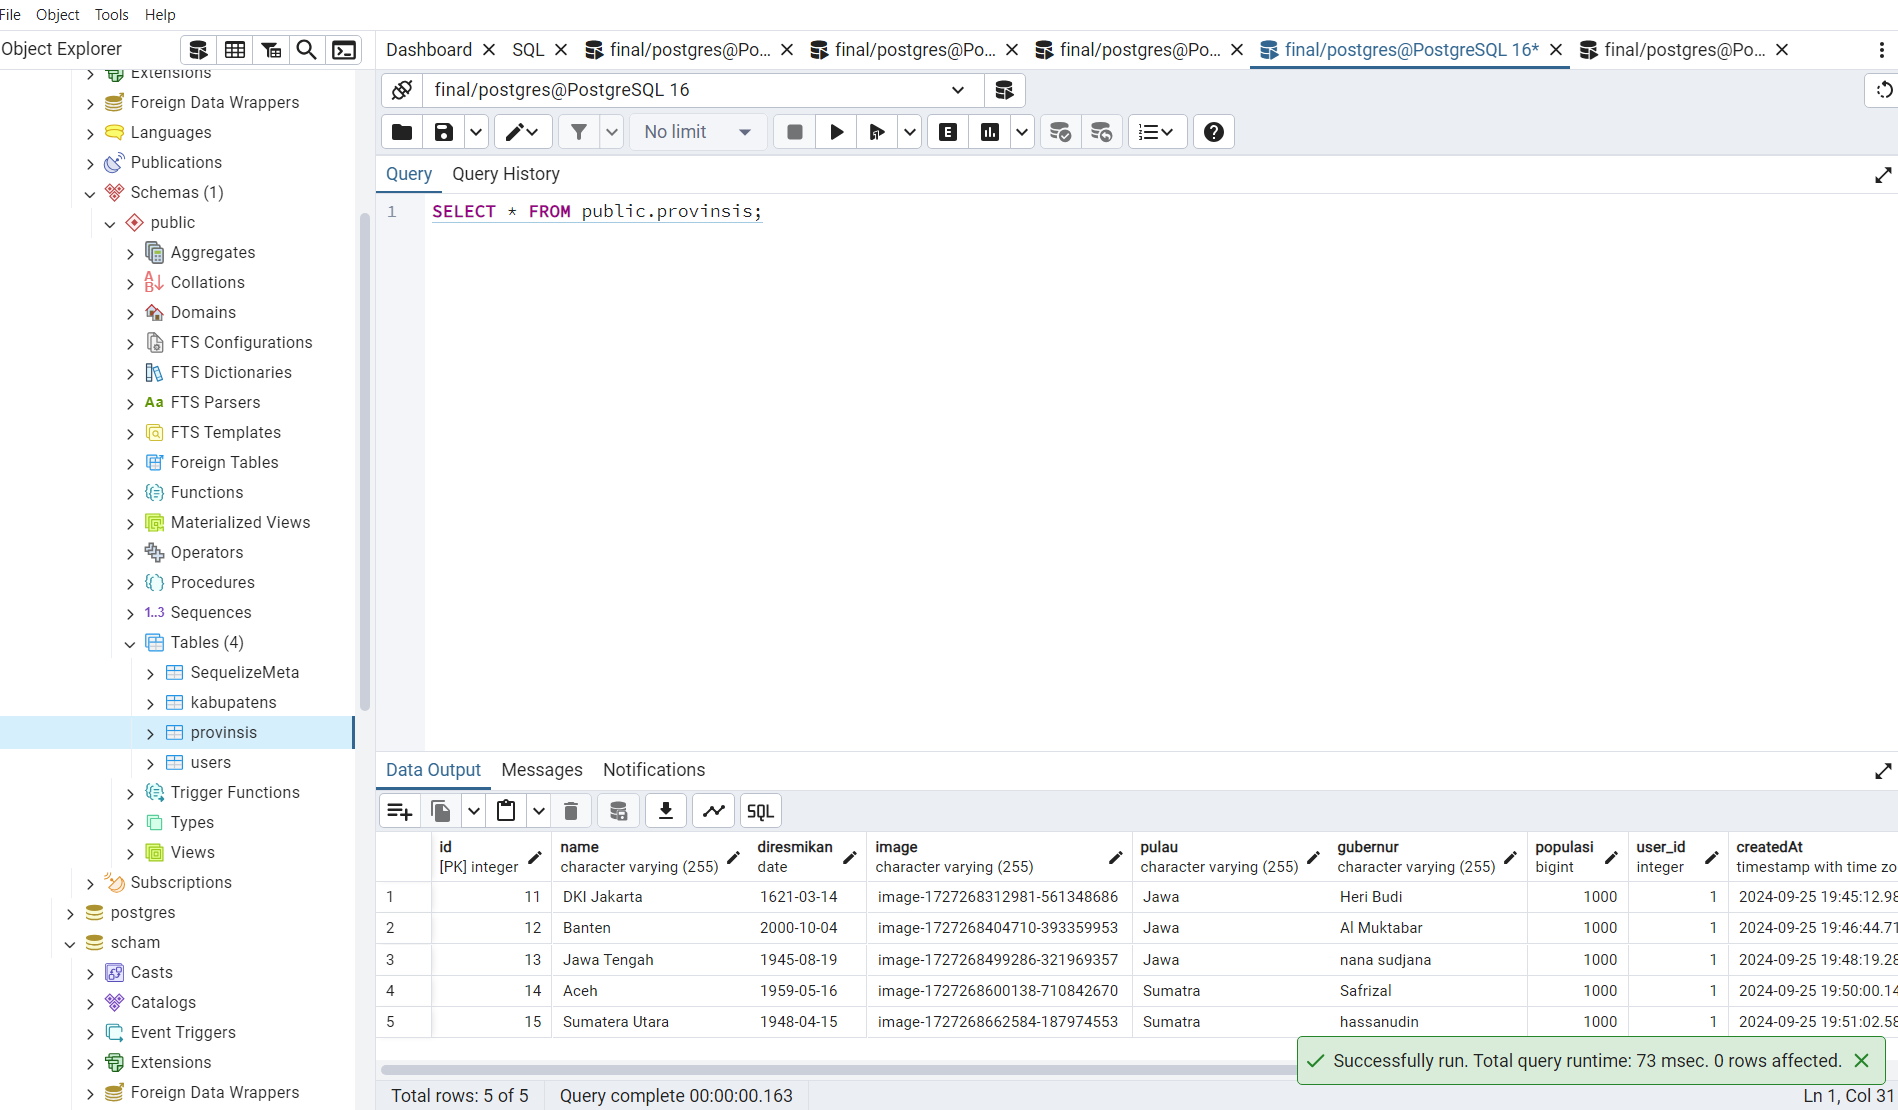 File Object Tools Help
Object Explorer
Dashboard SQL final/postgres@Po... final/postgres@Po... final/postgres@Po... final/postgres@PostgreSQL 16* final/postgres@Po...
Extensions
Foreign Data Wrappers
Languages
Publications
Schemas (1)
public
Aggregates
Collations
Domains
FTS Configurations
FTS Dictionaries
Aa FTS Parsers
FTS Templates
Foreign Tables
Functions
Materialized Views
Operators
Procedures
1..3 Sequences
Tables (4)
SequelizeMeta
kabupatens
provinsis
users
Trigger Functions
Types
Views
Subscriptions
postgres
scham
Casts
Catalogs
Event Triggers
Extensions
Foreign Data Wrappers
final/postgres@PostgreSQL 16
No limit E
Query Query History
1 SELECT * FROM public.provinsis;
Data Output Messages Notifications
SQL
id name diresmikan image pulau gubernur populasi user_id createdAt
[PK] integer character varying (255) date character varying (255) character varying (255) character varying (255) bigint integer timestamp with time zo
1 11 DKI Jakarta 1621-03-14 image-1727268312981-561348686 Jawa Heri Budi 1000 1 2024-09-25 19:45:12.98
2 12 Banten 2000-10-04 image-1727268404710-393359953 Jawa Al Muktabar 1000 1 2024-09-25 19:46:44.71
3 13 Jawa Tengah 1945-08-19 image-1727268499286-321969357 Jawa nana sudjana 1000 1 2024-09-25 19:48:19.28
4 14 Aceh 1959-05-16 image-1727268600138-710842670 Sumatra Safrizal 1000 1 2024-09-25 19:50:00.14
5 15 Sumatera Utara 1948-04-15 image-1727268662584-187974553 Sumatra hassanudin 1000 1 2024-09-25 19:51:02.58
Successfully run. Total query runtime: 73 msec. 0 rows affected.
Total rows: 5 of 5 Query complete 00:00:00.163 Ln 1, Col 31